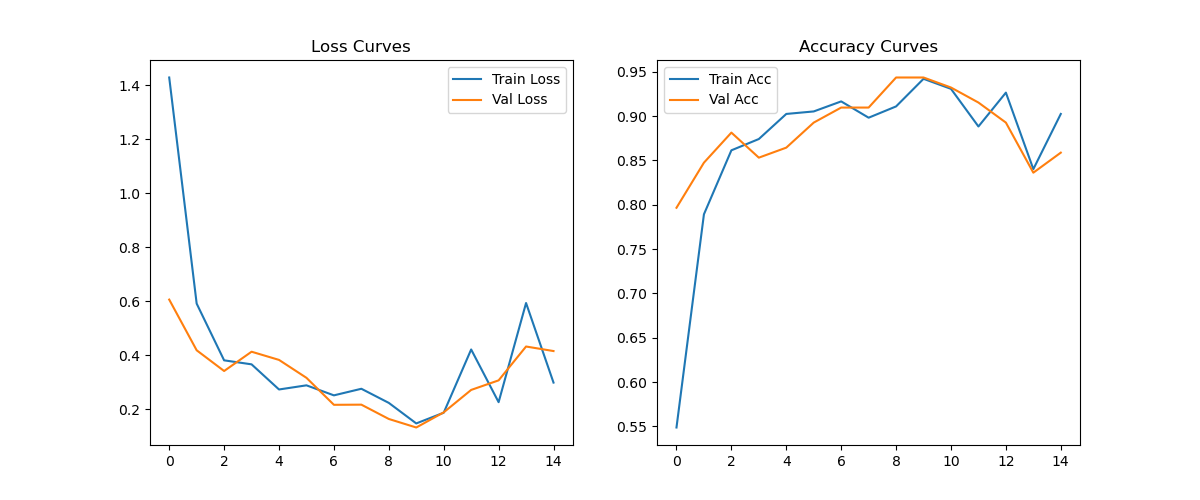 Loss Curves
Train Loss
Val Loss
1.4
1.2
1.0
0.8
0.6
0.4
0.2
0 2 4 6 8 10 12 14
Accuracy Curves
Train Acc
Val Acc
0.95
0.90
0.85
0.80
0.75
0.70
0.65
0.60
0.55
0 2 4 6 8 10 12 14